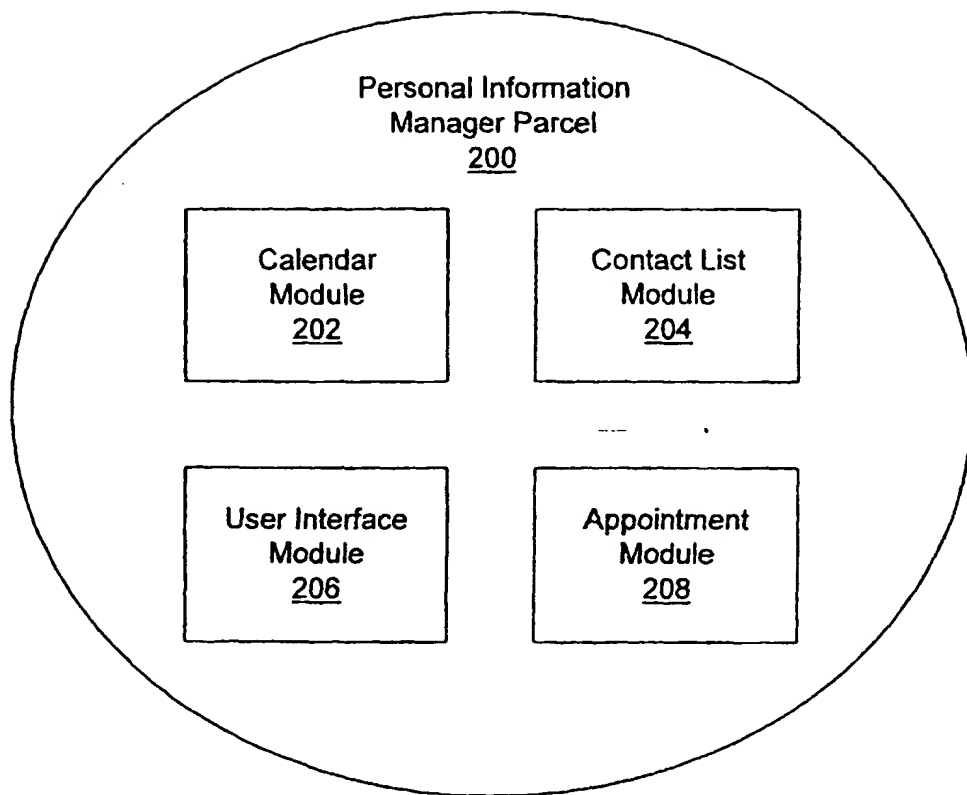 Personal Information
Manager Parcel
200
Calendar
Module
202
Contact List
Module
204
User Interface
Module
206
Appointment
Module
208